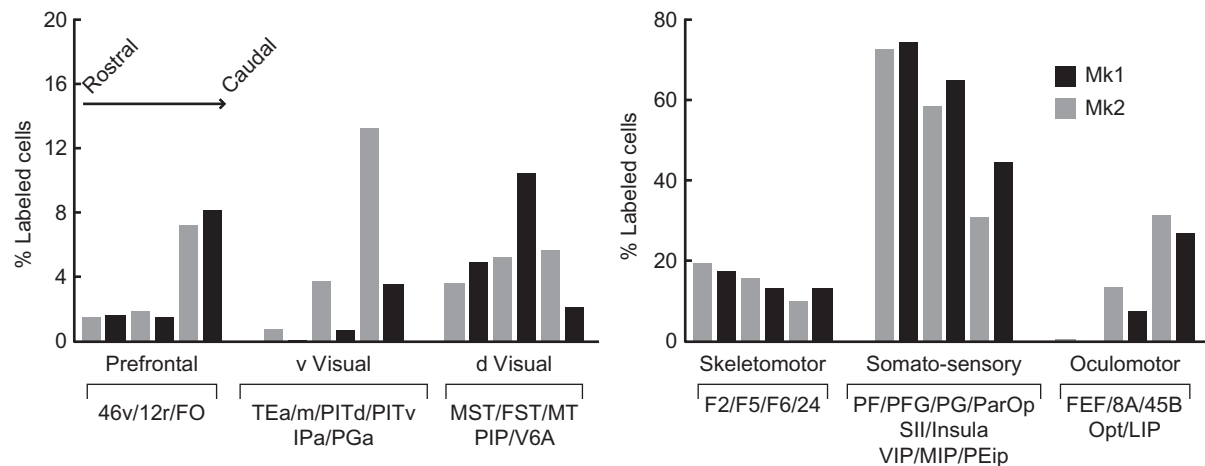 20
16
12
8
4
0
% Labeled cells
Rostral
Caudal
Prefrontal
v Visual
d Visual
46v/12r/FO
TEa/m/PITd/PITv
IPa/PGa
MST/FST/MT
PIP/V6A
80
60
40
20
0
% Labeled cells
Mk1
Mk2
Skeletomotor
Somato-sensory
Oculomotor
F2/F5/F6/24
PF/PFG/PG/ParOp
SII/Insula
VIP/MIP/PEip
FEF/8A/45B
Opt/LIP